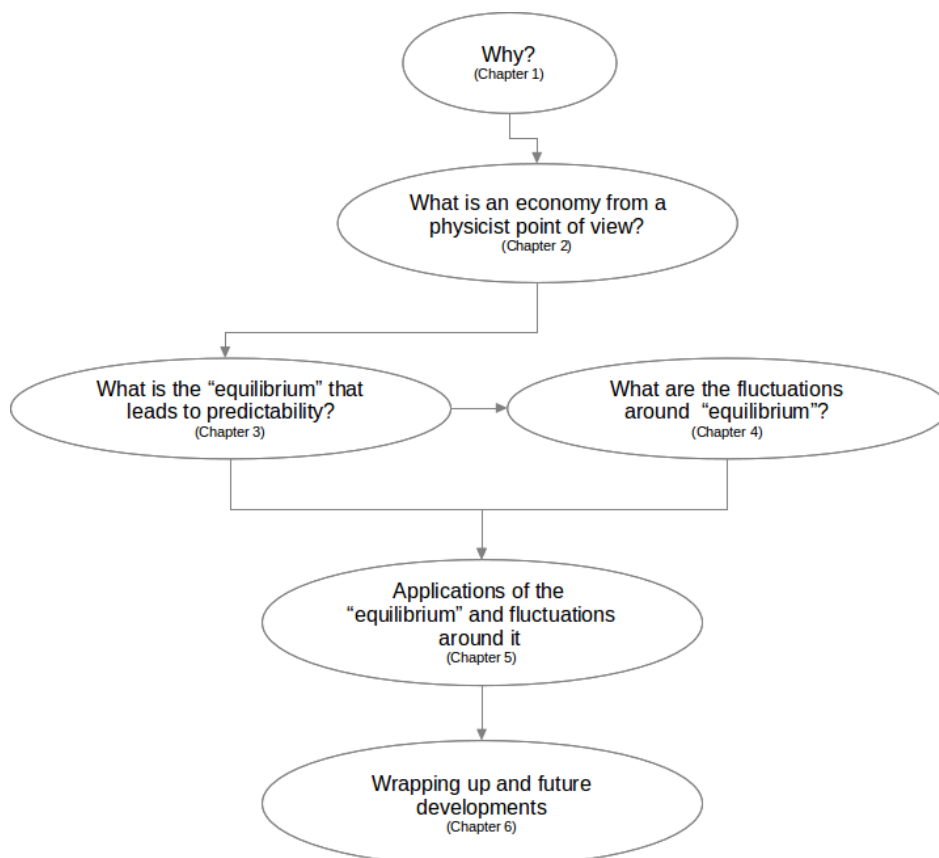 Why?
(Chapter 1)
What is an economy from a
physicist point of view?
(Chapter 2)
What is the “equilibrium” that
leads to predictability?
(Chapter 3)
What are the fluctuations
around “equilibrium”?
(Chapter 4)
Applications of the
“equilibrium” and fluctuations
around it
(Chapter 5)
Wrapping up and future
developments
(Chapter 6)